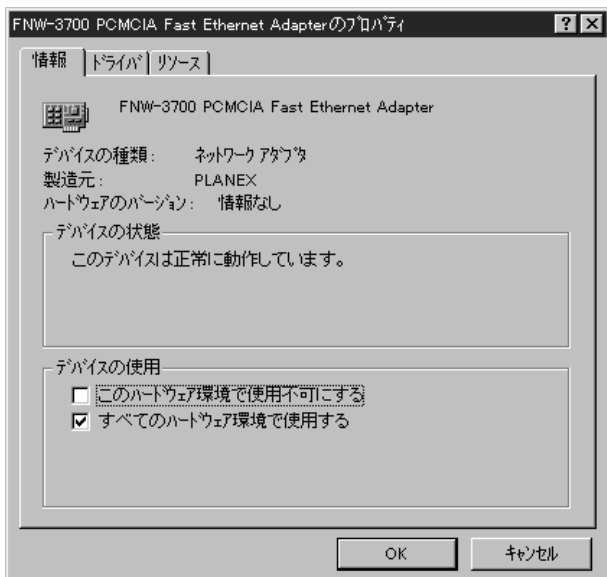 FNW-3700 PCMCIA Fast Ethernet Adapterのﾌﾟﾛﾊﾟﾃｨ
情報 ﾄﾞﾗｲﾊﾞ ﾘｿｰｽ
FNW-3700 PCMCIA Fast Ethernet Adapter
ﾃﾞﾊﾞｲｽの種類: ﾈｯﾄﾜｰｸ ｱﾀﾞﾌﾟﾀ
製造元: PLANEX
ﾊｰﾄﾞｳｪｱのﾊﾞｰｼﾞｮﾝ: 情報なし
ﾃﾞﾊﾞｲｽの状態
このﾃﾞﾊﾞｲｽは正常に動作しています。
ﾃﾞﾊﾞｲｽの使用
このﾊｰﾄﾞｳｪｱ環境で使用不可にする
すべてのﾊｰﾄﾞｳｪｱ環境で使用する
OK ｷｬﾝｾﾙ